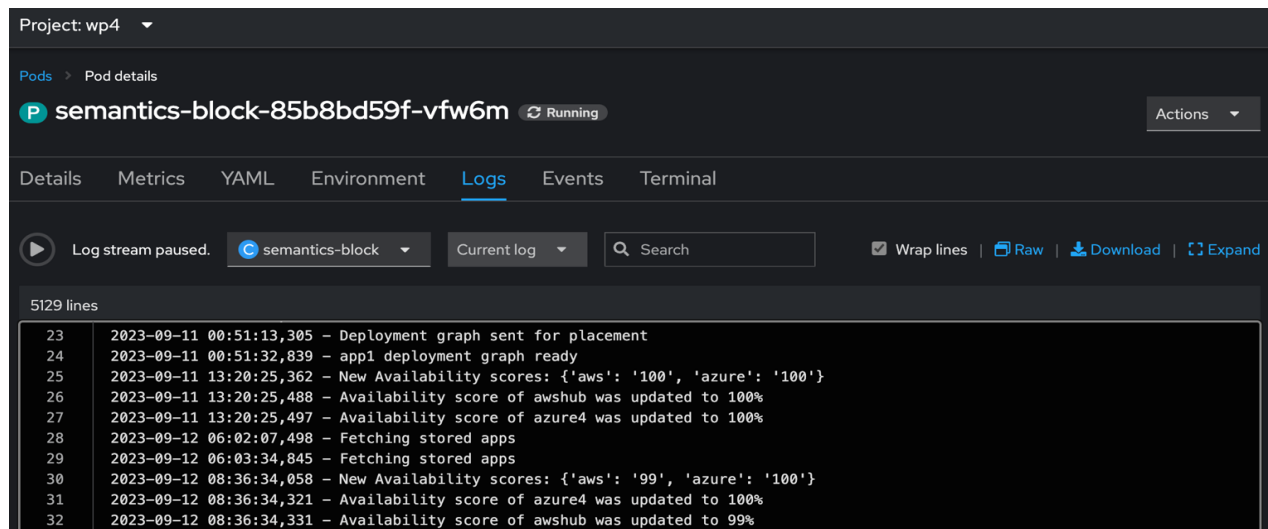 Project: wp4
Pods > Pod details
P semantics-block-85b8bd59f-vfw6m Running
Actions
Details Metrics YAML Environment Logs Events Terminal
Log stream paused. C semantics-block Current log Search Wrap lines | Raw | Download | Expand
5129 lines
23 2023-09-11 00:51:13,305 - Deployment graph sent for placement
24 2023-09-11 00:51:32,839 - app1 deployment graph ready
25 2023-09-11 13:20:25,362 - New Availability scores: {'aws': '100', 'azure': '100'}
26 2023-09-11 13:20:25,488 - Availability score of awshub was updated to 100%
27 2023-09-11 13:20:25,497 - Availability score of azure4 was updated to 100%
28 2023-09-12 06:02:07,498 - Fetching stored apps
29 2023-09-12 06:03:34,845 - Fetching stored apps
30 2023-09-12 08:36:34,058 - New Availability scores: {'aws': '99', 'azure': '100'}
31 2023-09-12 08:36:34,321 - Availability score of azure4 was updated to 100%
32 2023-09-12 08:36:34,331 - Availability score of awshub was updated to 99%